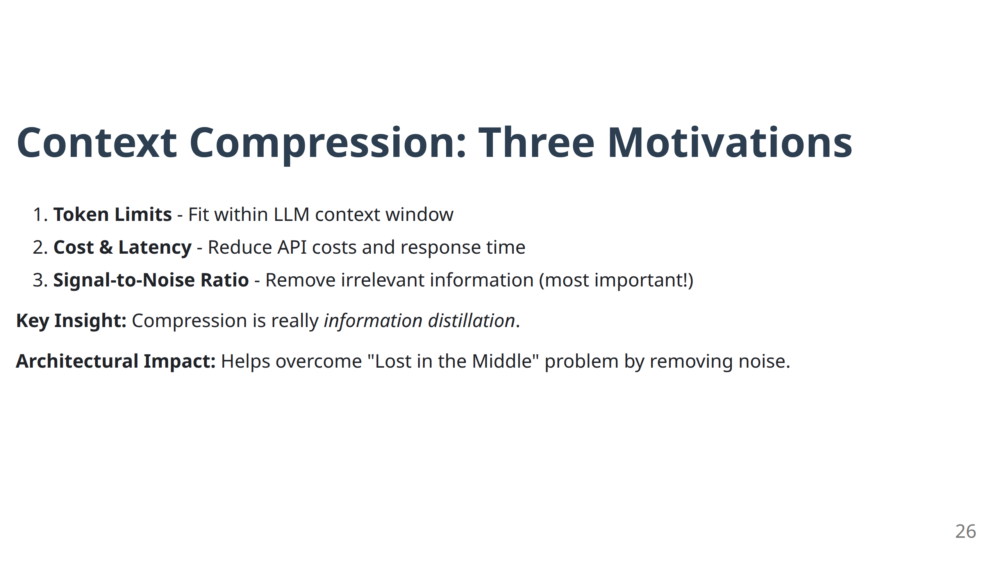 Context Compression: Three Motivations
1. Token Limits - Fit within LLM context window
2. Cost & Latency - Reduce API costs and response time
3. Signal-to-Noise Ratio - Remove irrelevant information (most important!)
Key Insight: Compression is really information distillation.
Architectural Impact: Helps overcome "Lost in the Middle" problem by removing noise.
26